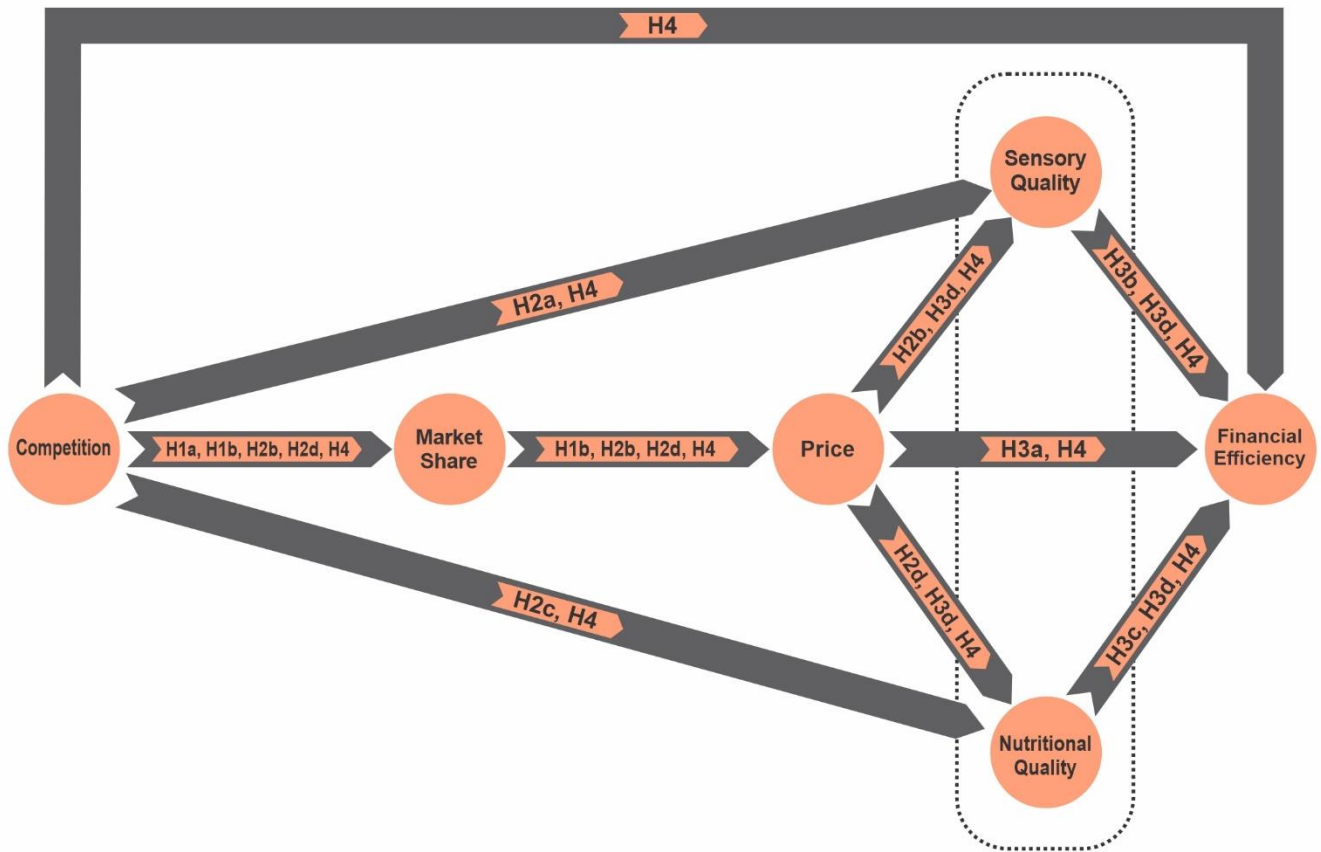 H4
Sensory
Quality
H2a, H4
H2b, H3d, H4
H3b, H3d, H4
Competition
H1a, H1b, H2b, H2d, H4
Market
Share
H1b, H2b, H2d, H4
Price
H3a, H4
Financial
Efficiency
H2c, H4
H2d, H3d, H4
H3c, H3d, H4
Nutritional
Quality